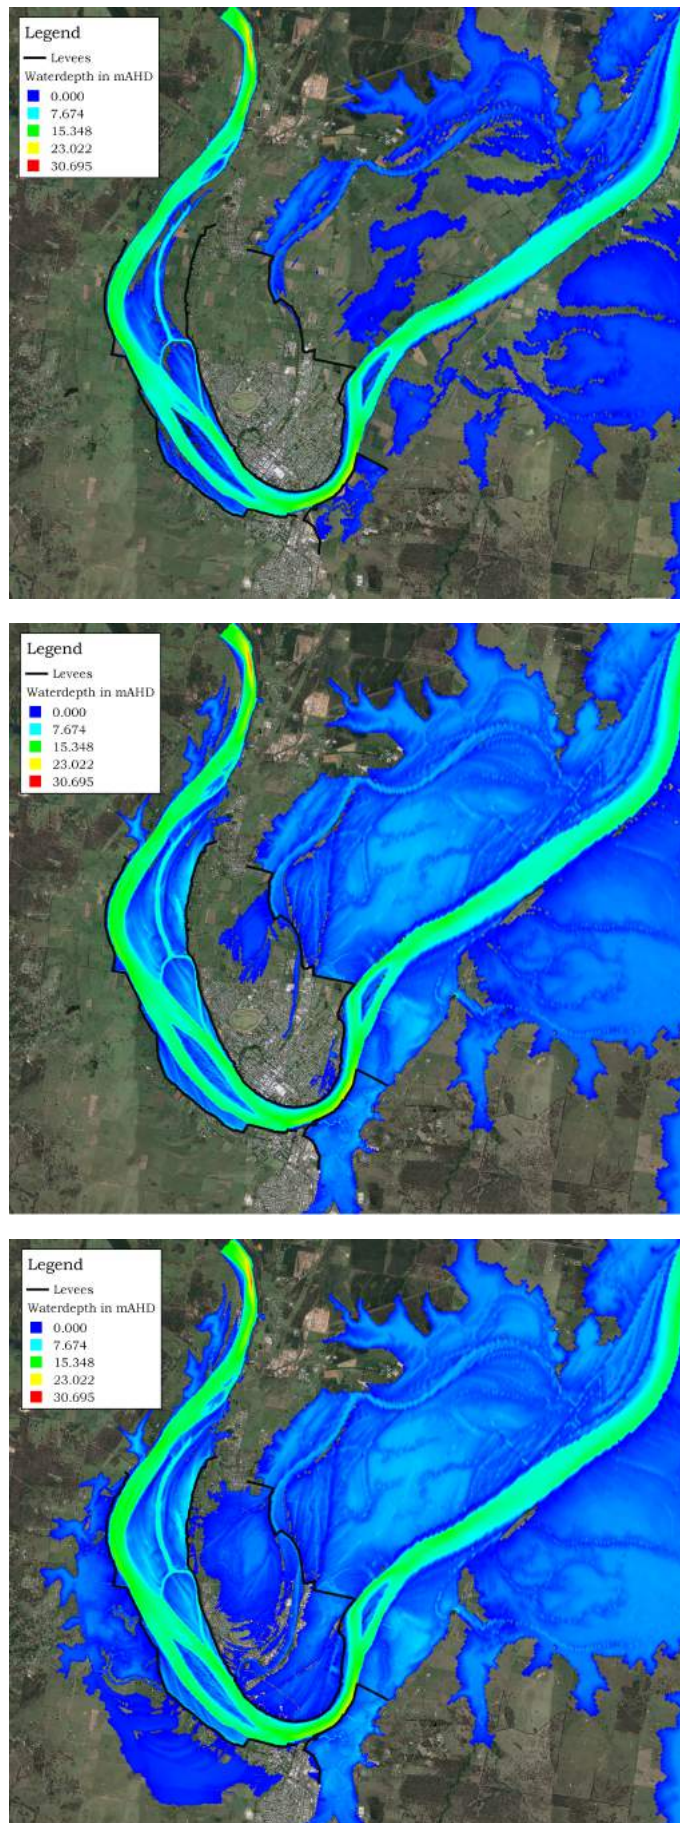 Legend
Levees
Waterdepth in mAHD
0.000
7.674
15.348
23.022
30.695
Legend
Levees
Waterdepth in mAHD
0.000
7.674
15.348
23.022
30.695
Legend
Levees
Waterdepth in mAHD
0.000
7.674
15.348
23.022
30.695